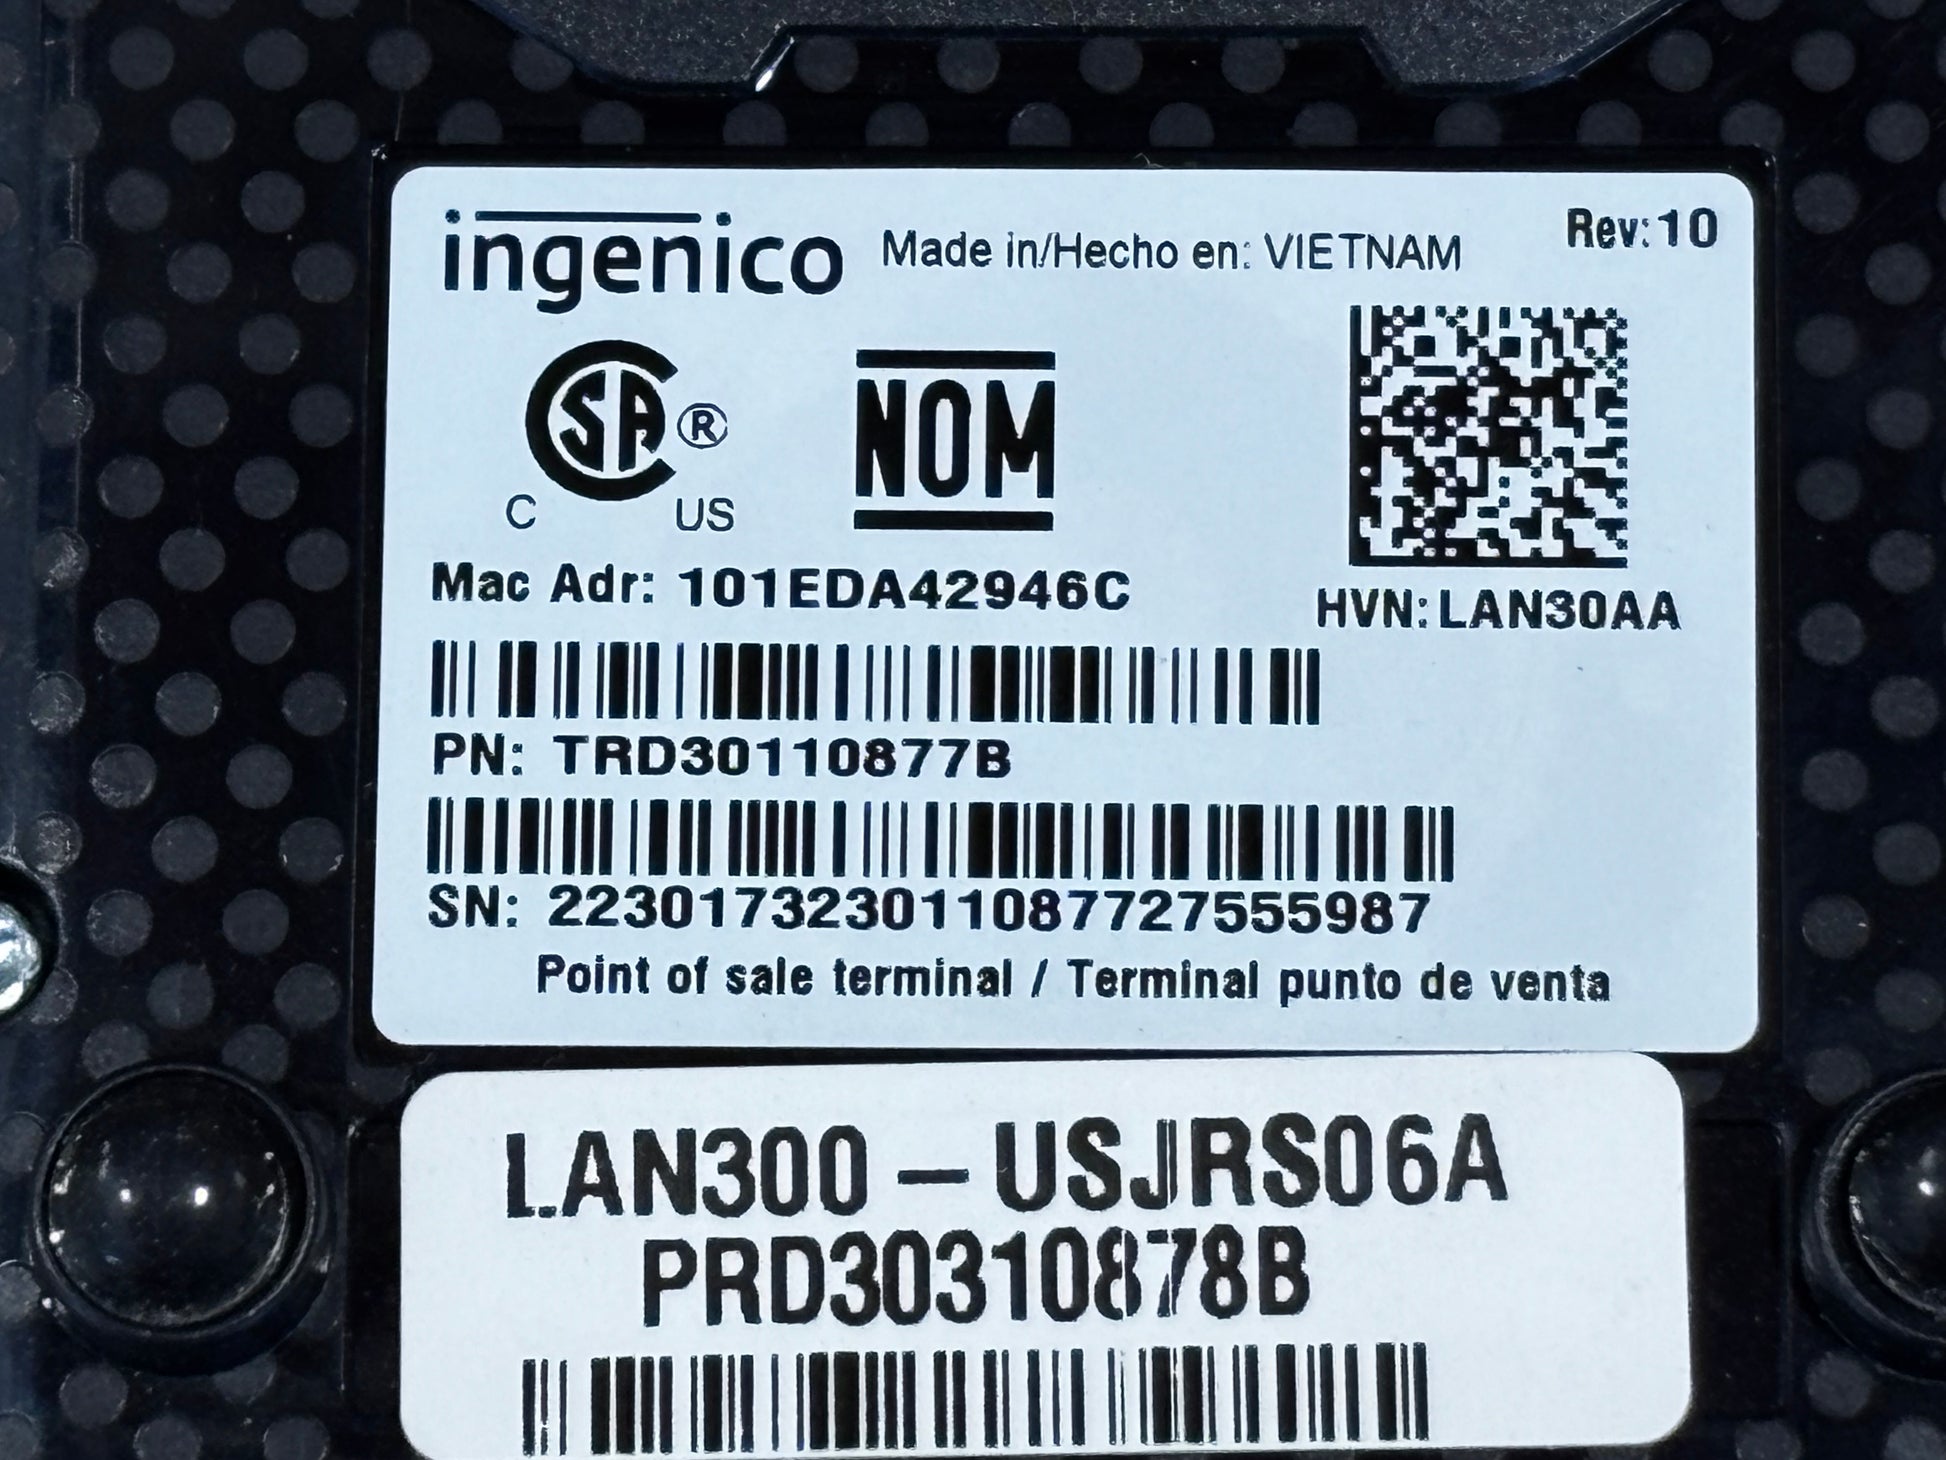 ingenico Made in/Hecho en: VIETNAM Rev:10
CSA® NOM
C US
Mac Adr: 101EDA42946C
HVN:LAN30AA
PN: TRD30110877B
SN: 223017323011087727555987
Point of sale terminal / Terminal punto de venta
LAN300 – USJRS06A
PRD30310878B